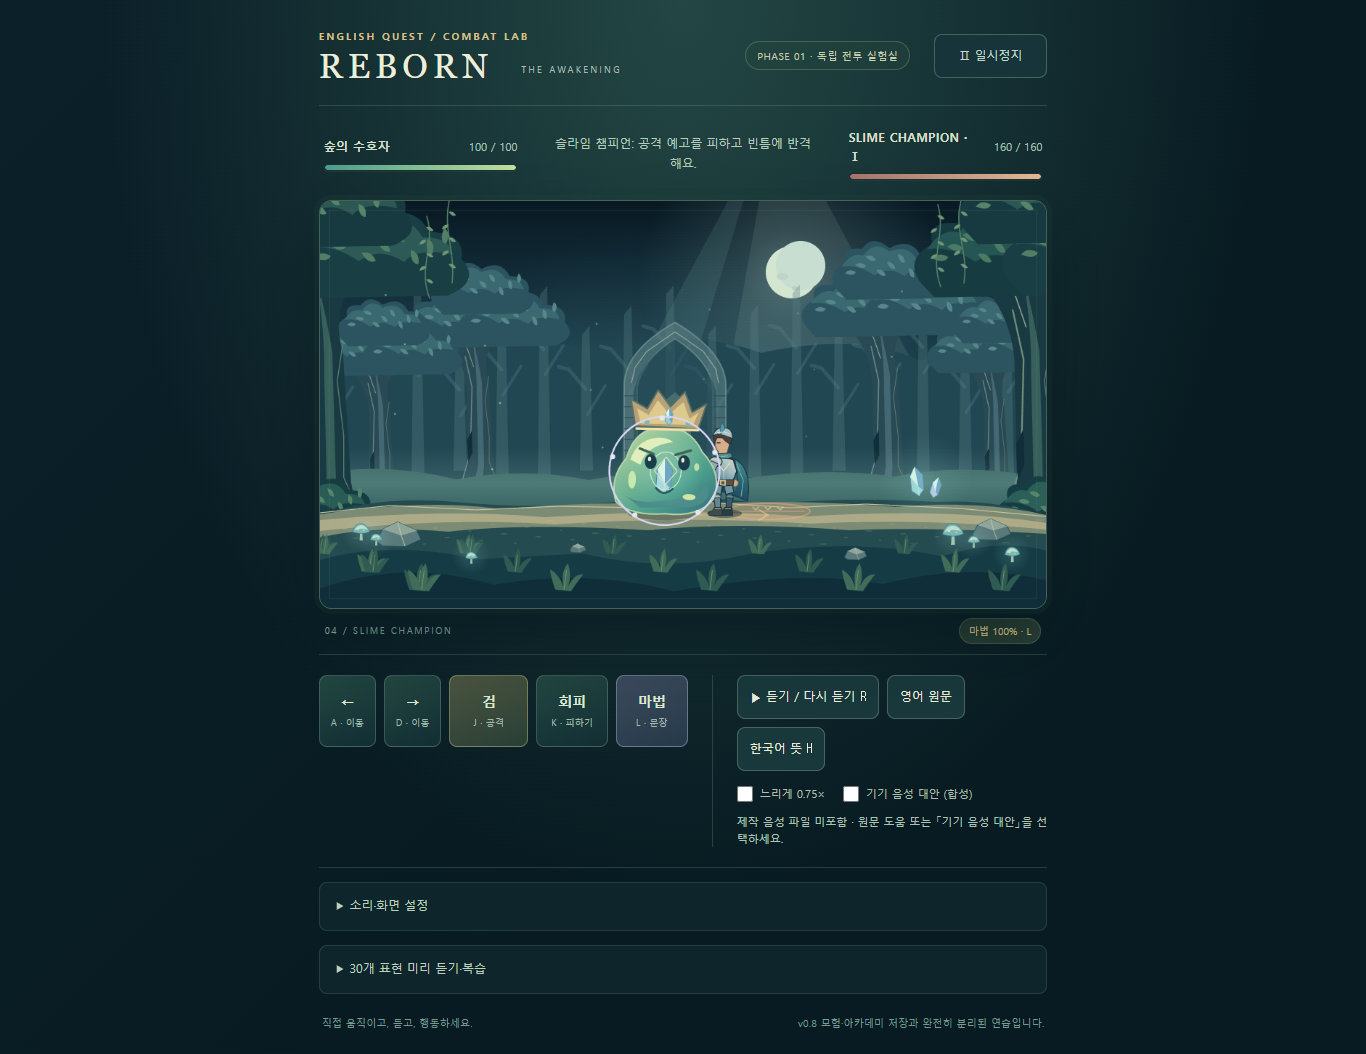 ENGLISH QUEST / COMBAT LAB
REBORN THE AWAKENING
PHASE 01 · 독립 전투 실험실
Ⅱ 일시정지
숲의 수호자 100 / 100
슬라임 챔피언: 공격 예고를 피하고 빈틈에 반격
해요.
SLIME CHAMPION ·
I
160 / 160
04 / SLIME CHAMPION
마법 100% · L
←
A · 이동
→
D · 이동
검
J · 공격
회피
K · 피하기
마법
L · 문장
▶ 듣기 / 다시 듣기 R
영어 원문
한국어 뜻 H
느리게 0.75×
기기 음성 대안 (합성)
제작 음성 파일 미포함 · 원문 도움 또는 「기기 음성 대안」을 선
택하세요.
▶ 소리·화면 설정
▶ 30개 표현 미리 듣기·복습
직접 움직이고, 듣고, 행동하세요.
v0.8 모험·아카데미 저장과 완전히 분리된 연습입니다.